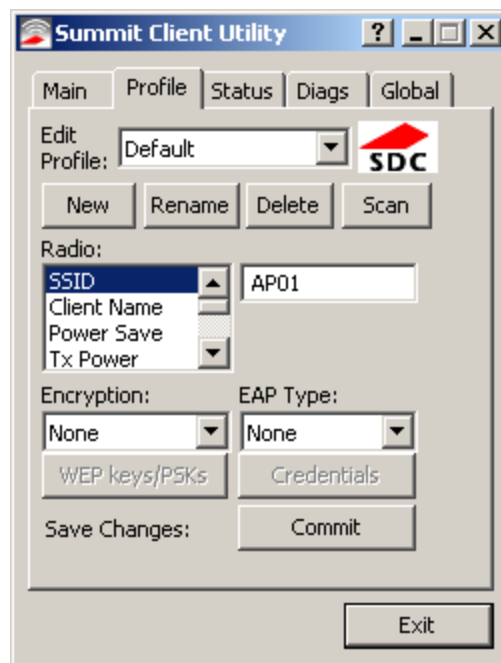 Summit Client Utility ?
Main Profile Status Diags Global
Edit Profile: Default SDC
New Rename Delete Scan
Radio:
SSID AP01
Client Name
Power Save
Tx Power
Encryption: EAP Type:
None None
WEP keys/PSKs Credentials
Save Changes: Commit
Exit